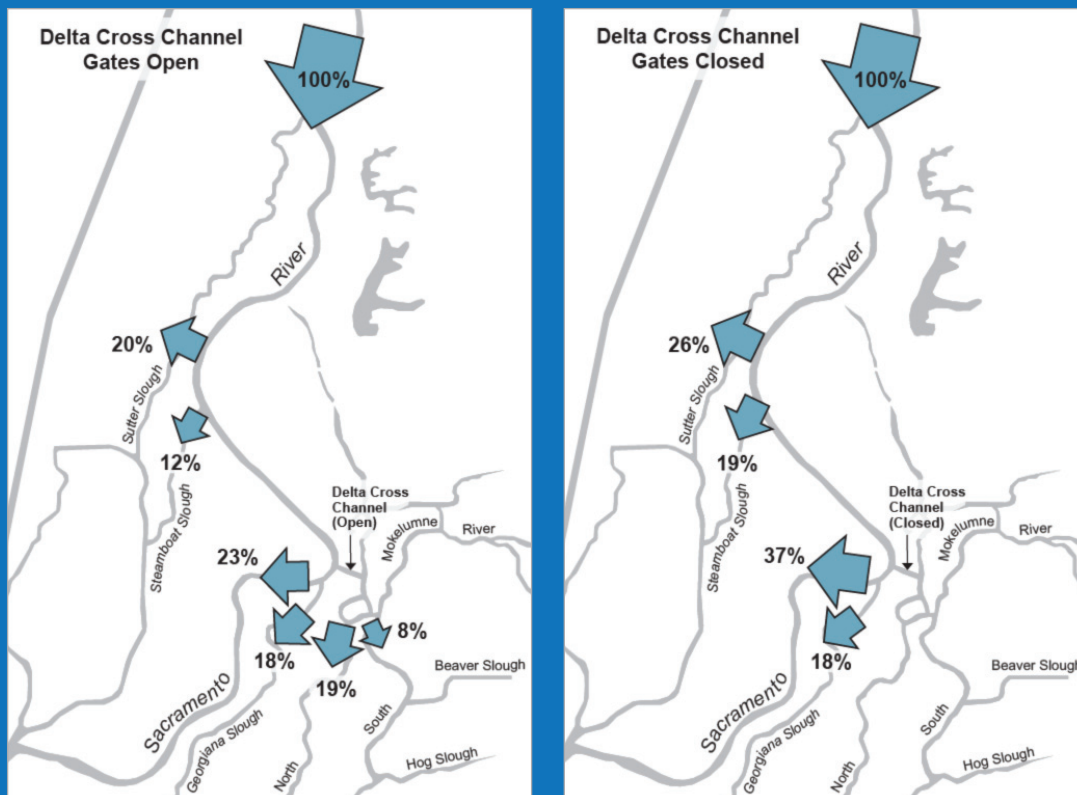 Delta Cross Channel
Gates Open
100%
River
20%
Sutter Slough
12%
Steamboat Slough
Delta Cross
Channel
(Open)
Mokelumne
River
23%
8%
18%
19%
Beaver Slough
Sacramento
Georgiana Slough
North
South
Hog Slough
Delta Cross Channel
Gates Closed
100%
River
26%
Sutter Slough
19%
Steamboat Slough
Delta Cross
Channel
(Closed)
Mokelumne
River
37%
18%
Beaver Slough
Sacramento
Georgiana Slough
North
South
Hog Slough